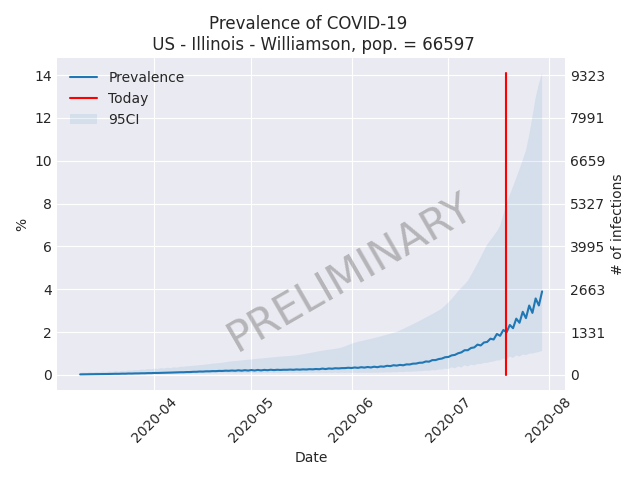 Prevalence of COVID-19
US - Illinois - Williamson, pop. = 66597
Prevalence
Today
95CI
14
12
10
8
6
4
2
0
%
9323
7991
6659
5327
3995
2663
1331
0
# of infections
PRELIMINARY
2020-04
2020-05
2020-06
2020-07
2020-08
Date